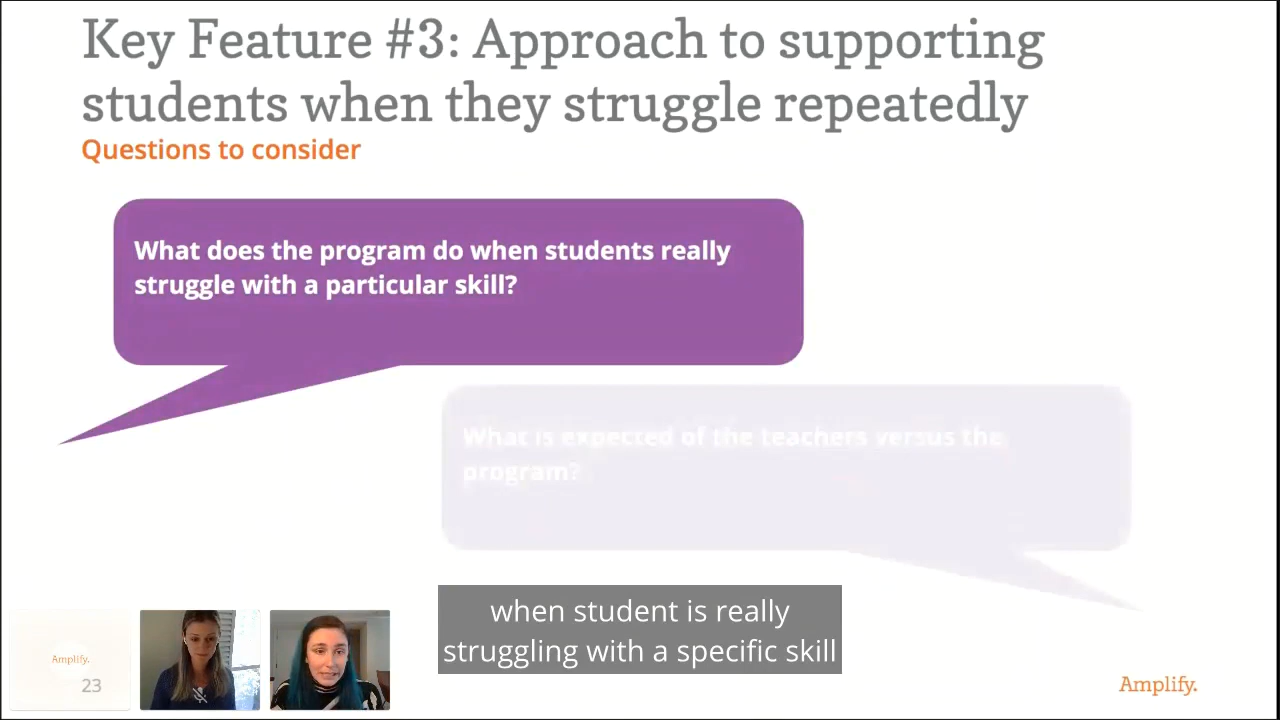 Key Feature #3: Approach to supporting
students when they struggle repeatedly
Questions to consider
What does the program do when students really
struggle with a particular skill?
What is expected of the teachers versus the
program?
when student is really
struggling with a specific skill
Amplify.
23
Amplify.